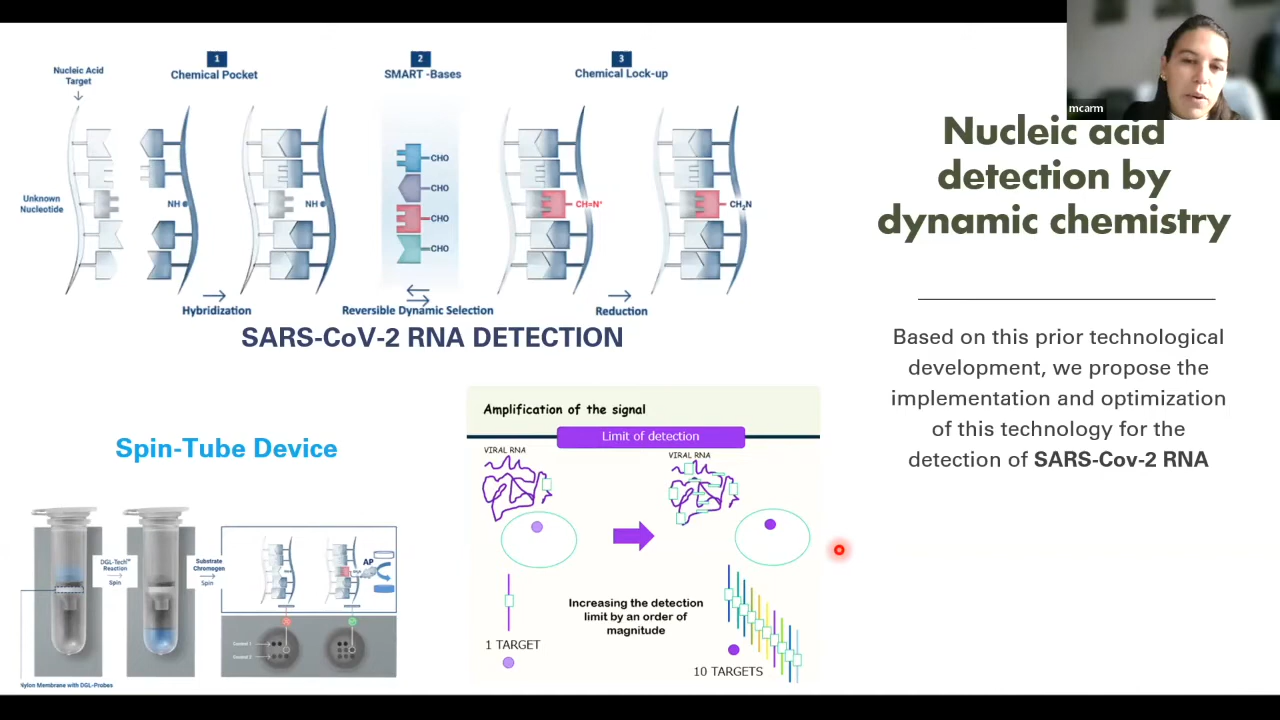 1
2
3
Nucleic Acid
Target
Chemical Pocket
SMART -Bases
Chemical Lock-up
mcarm
Unknown
Nucleotide
NH
NH
CHO
CHO
CHO
CHO
CH=N⁺
CH₂N
Hybridization
Reversible Dynamic Selection
Reduction
SARS-CoV-2 RNA DETECTION
Nucleic acid
detection by
dynamic chemistry
Based on this prior technological
development, we propose the
implementation and optimization
of this technology for the
detection of SARS-Cov-2 RNA
Spin-Tube Device
DGL-Tech™
Reaction
Spin
Substrate
Chromogen
Spin
AP
Control 1
Control 2
Nylon Membrane with DGL-Probes
Amplification of the signal
Limit of detection
VIRAL RNA
VIRAL RNA
Increasing the detection
limit by an order of
magnitude
1 TARGET
10 TARGETS